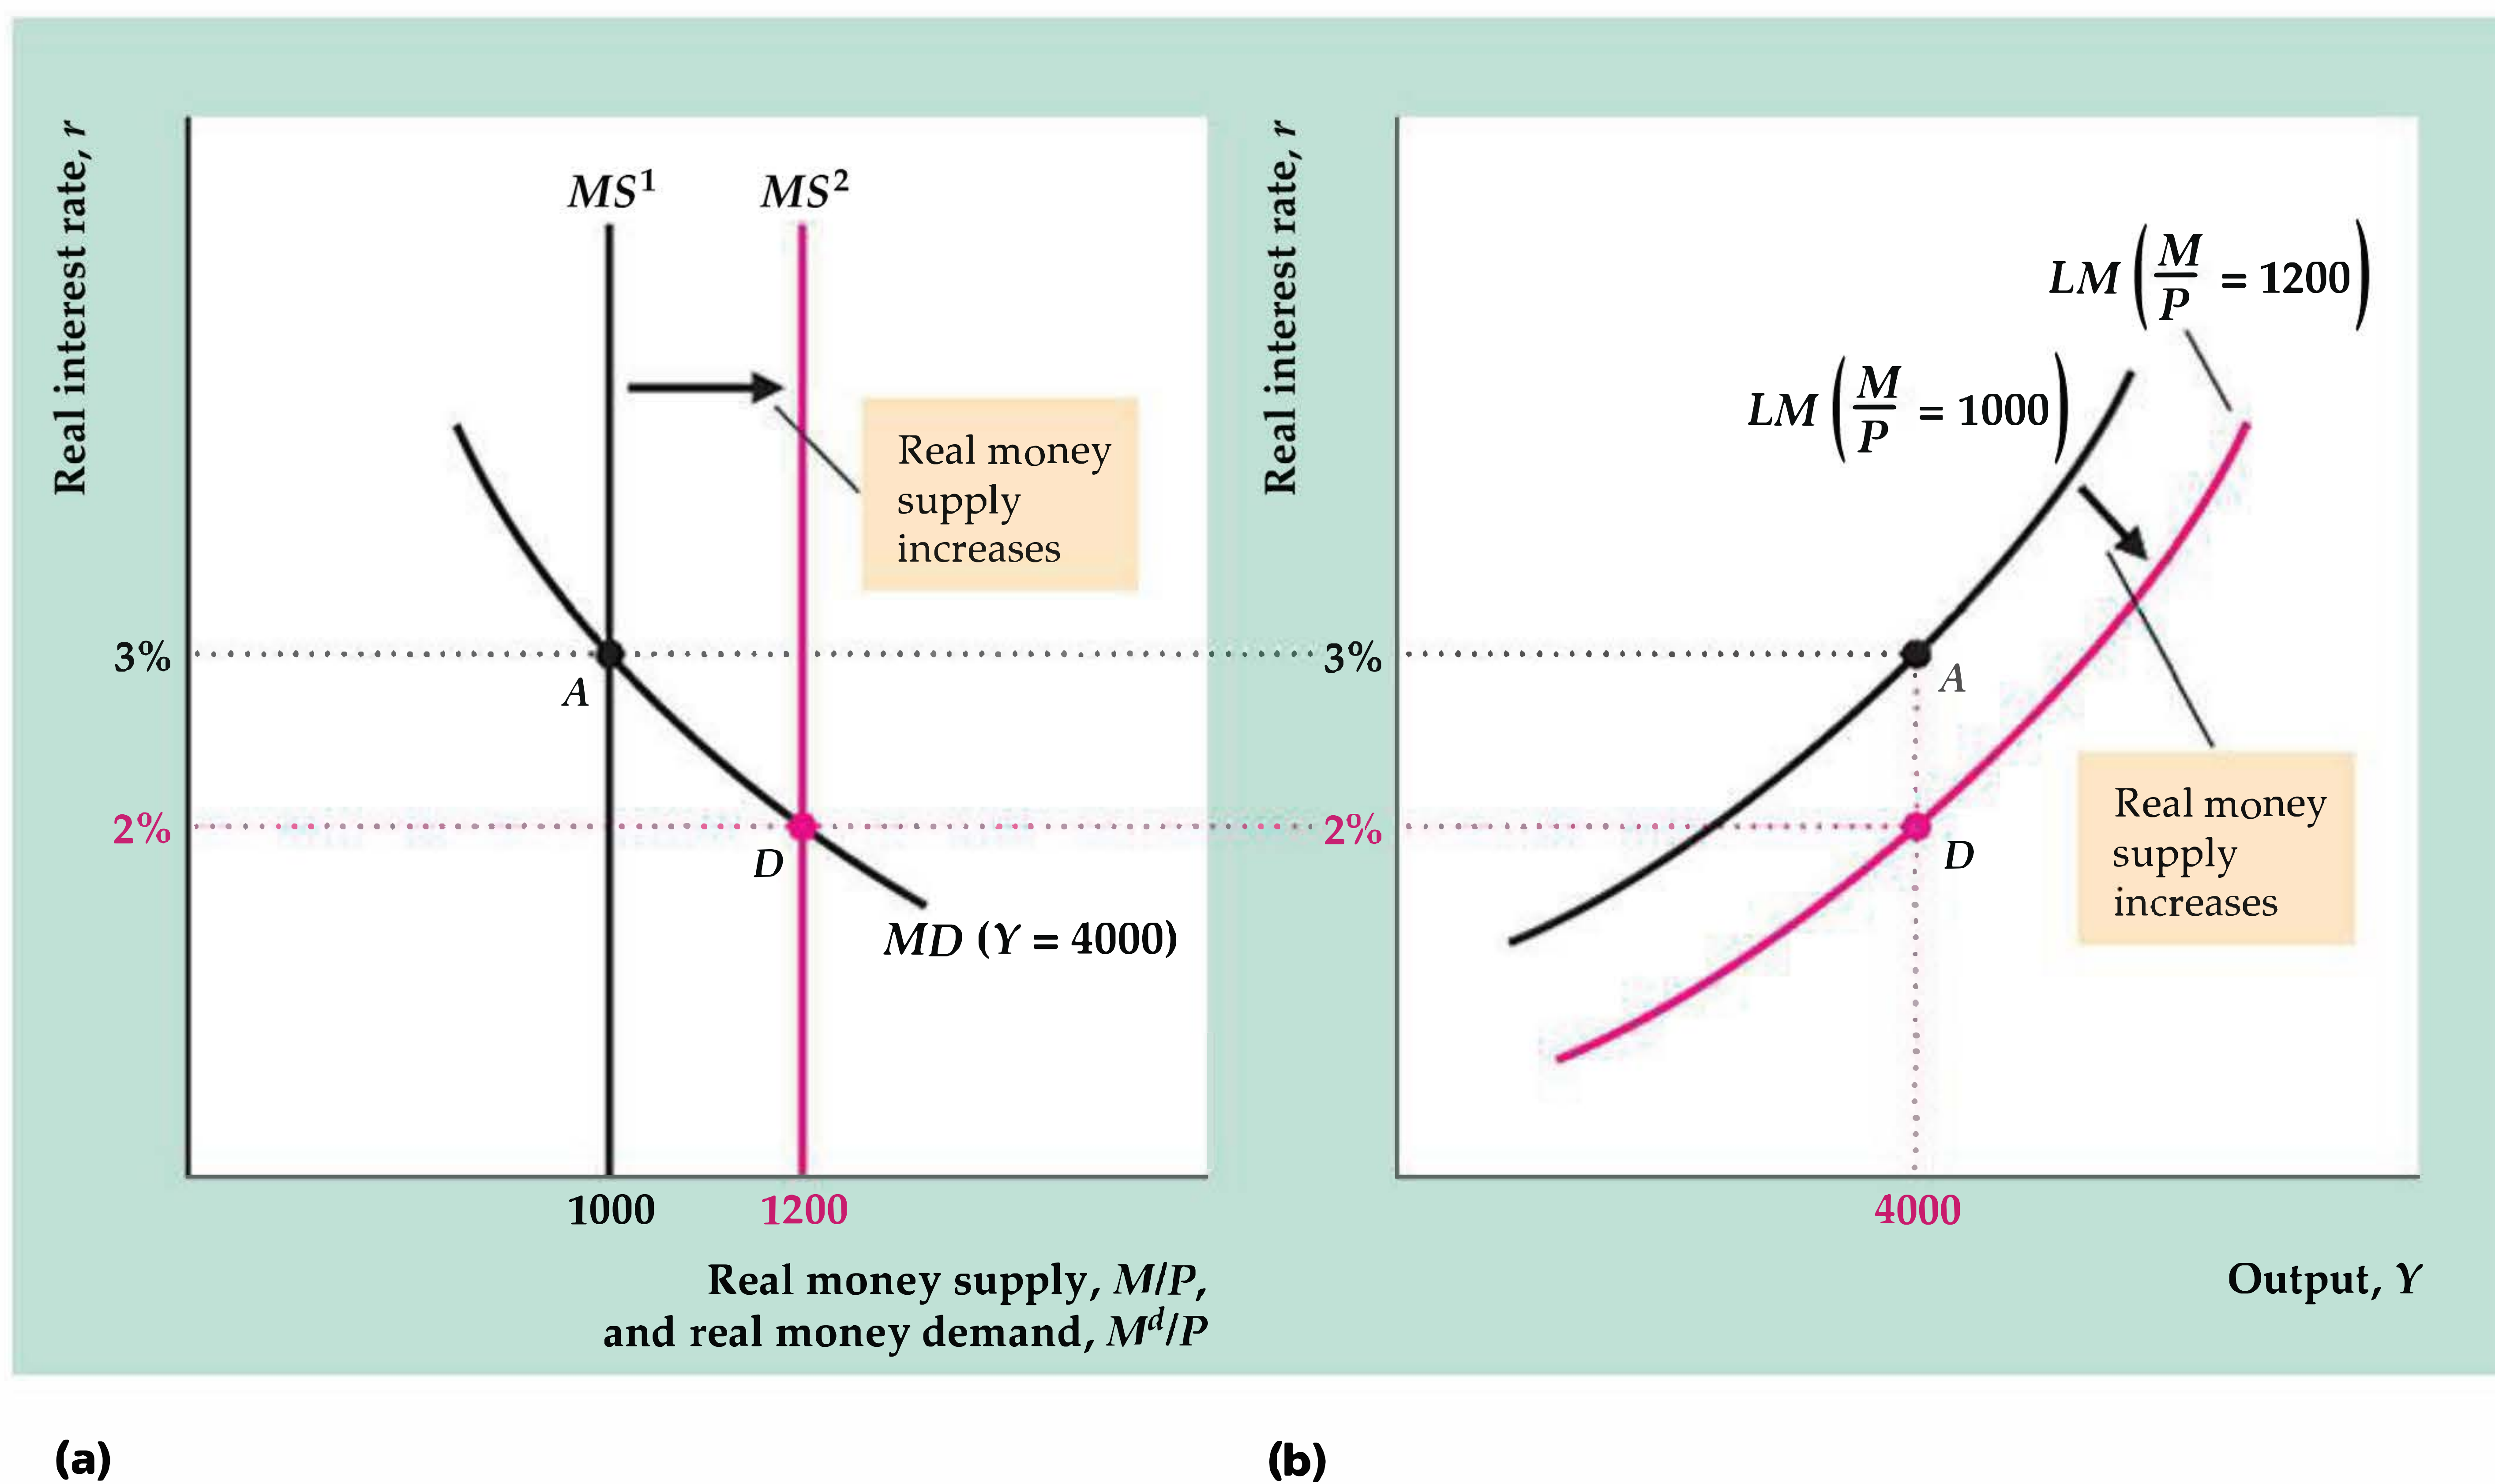 Real interest rate, r
MS¹
MS²
Real money
supply
increases
3%
A
2%
D
MD (Y = 4000)
1000
1200
Real money supply, M/P,
and real money demand, Mᵈ/P
(a)
Real interest rate, r
LM (M/P = 1200)
LM (M/P = 1000)
3%
A
2%
D
Real money
supply
increases
4000
Output, Y
(b)